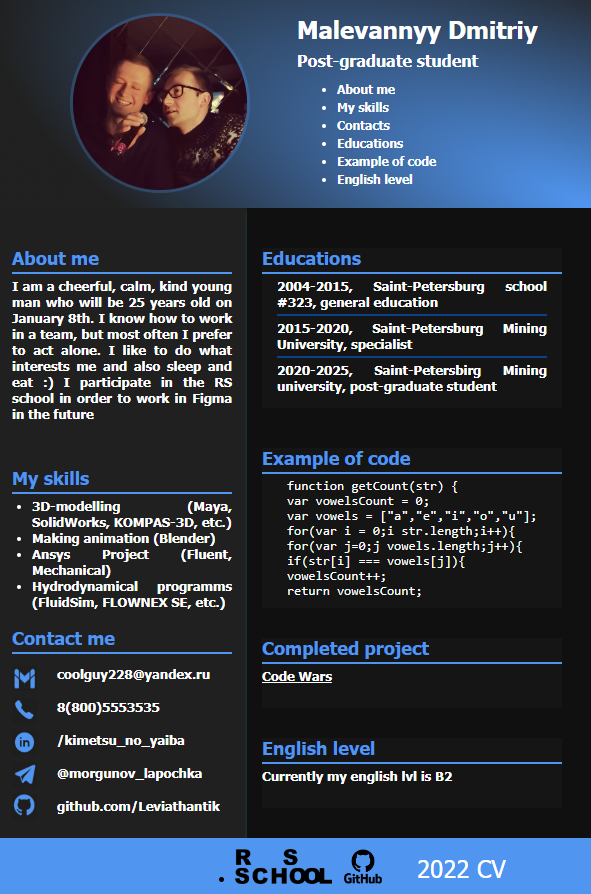 Malevannyy Dmitriy
Post-graduate student
About me
My skills
Contacts
Educations
Example of code
English level
About me
I am a cheerful, calm, kind young
man who will be 25 years old on
January 8th. I know how to work
in a team, but most often I prefer
to act alone. I like to do what
interests me and also sleep and
eat :) I participate in the RS
school in order to work in Figma
in the future
My skills
3D-modelling (Maya,
SolidWorks, KOMPAS-3D, etc.)
Making animation (Blender)
Ansys Project (Fluent,
Mechanical)
Hydrodynamical programms
(FluidSim, FLOWNEX SE, etc.)
Contact me
coolguy228@yandex.ru
8(800)5553535
in /kimetsu_no_yaiba
@morgunov_lapochka
github.com/Leviathantik
Educations
2004-2015, Saint-Petersburg school
#323, general education
2015-2020, Saint-Petersburg Mining
University, specialist
2020-2025, Saint-Petersbirg Mining
university, post-graduate student
Example of code
function getCount(str) {
var vowelsCount = 0;
var vowels = ["a","e","i","o","u"];
for(var i = 0;i str.length;i++){
for(var j=0;j vowels.length;j++){
if(str[i] === vowels[j]){
vowelsCount++;
return vowelsCount;
Completed project
Code Wars
English level
Currently my english lvl is B2
RS
SCHOOL
GitHub
2022 CV